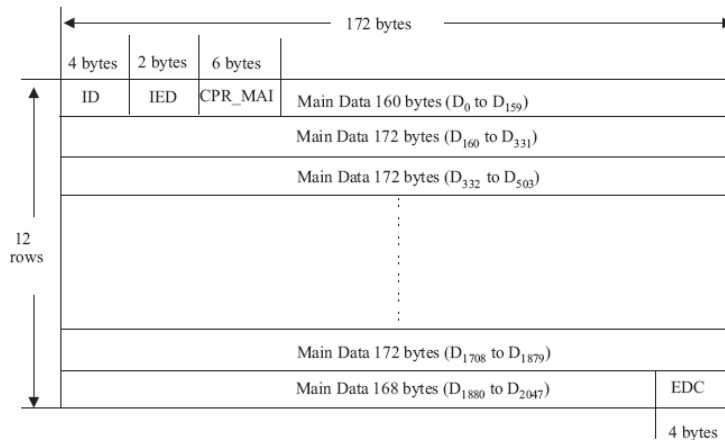 172 bytes
4 bytes 2 bytes 6 bytes
ID IED CPR_MAI Main Data 160 bytes (D0 to D159)
Main Data 172 bytes (D160 to D331)
Main Data 172 bytes (D332 to D503)
12
rows
Main Data 172 bytes (D1708 to D1879)
Main Data 168 bytes (D1880 to D2047) EDC
4 bytes